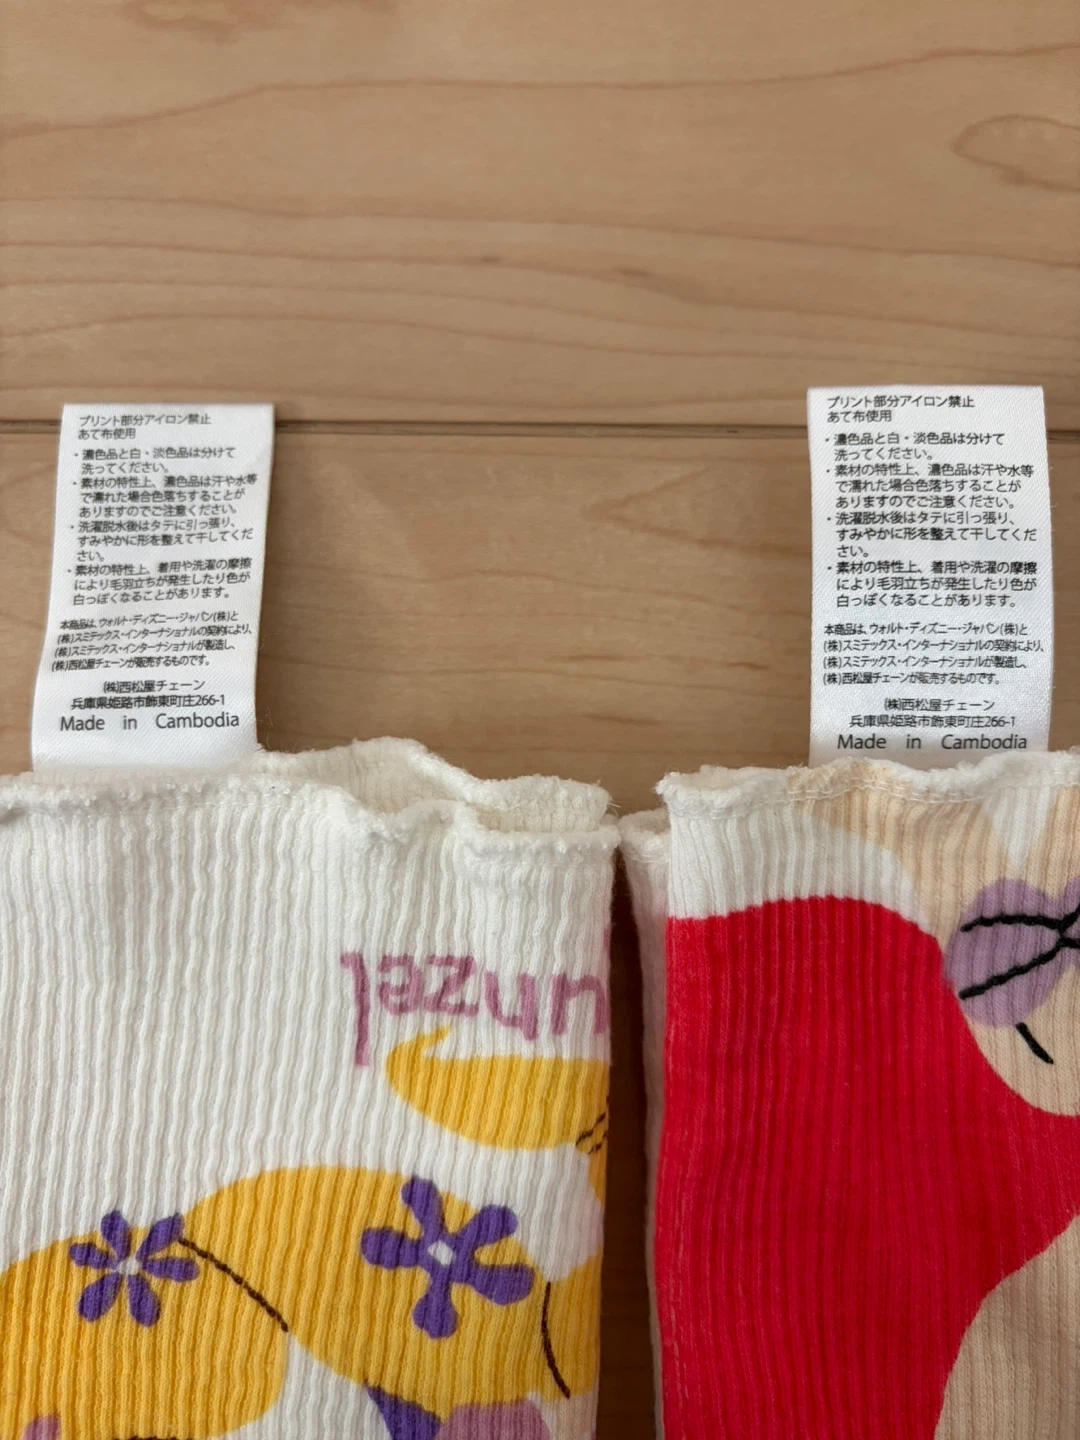 プリント部分アイロン禁止
あて布使用
・濃色品と白・淡色品は分けて
洗ってください。
・素材の特性上、濃色品は汗や水等
で濡れた場合色落ちすることが
ありますのでご注意ください。
・洗濯脱水後はタテに引っ張り、
すみやかに形を整えて干してくだ
さい。
・素材の特性上、着用や洗濯の摩擦
により毛羽立ちが発生したり色が
白っぽくなることがあります。
本商品は、ウォルト・ディズニー・ジャパン(株)と
(株)スミテックス・インターナショナルの契約により、
(株)スミテックス・インターナショナルが製造し、
(株)西松屋チェーンが販売するものです。
(株)西松屋チェーン
兵庫県姫路市飾東町庄266-1
Made in Cambodia
プリント部分アイロン禁止
あて布使用
・濃色品と白・淡色品は分けて
洗ってください。
・素材の特性上、濃色品は汗や水等
で濡れた場合色落ちすることが
ありますのでご注意ください。
・洗濯脱水後はタテに引っ張り、
すみやかに形を整えて干してくだ
さい。
・素材の特性上、着用や洗濯の摩擦
により毛羽立ちが発生したり色が
白っぽくなることがあります。
本商品は、ウォルト・ディズニー・ジャパン(株)と
(株)スミテックス・インターナショナルの契約により、
(株)スミテックス・インターナショナルが製造し、
(株)西松屋チェーンが販売するものです。
(株)西松屋チェーン
兵庫県姫路市飾東町庄266-1
Made in Cambodia
unzel